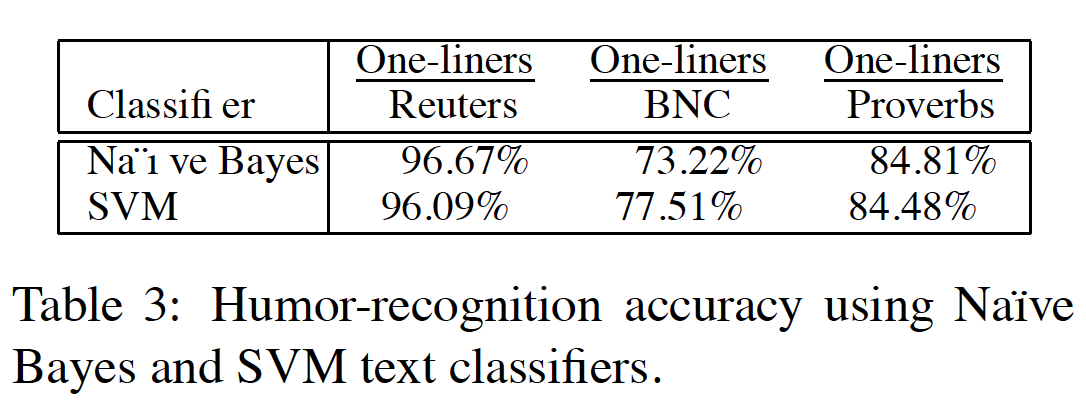 One-liners One-liners One-liners
Classifi er Reuters BNC Proverbs
Na¨ı ve Bayes 96.67% 73.22% 84.81%
SVM 96.09% 77.51% 84.48%
Table 3: Humor-recognition accuracy using Naïve
Bayes and SVM text classifiers.